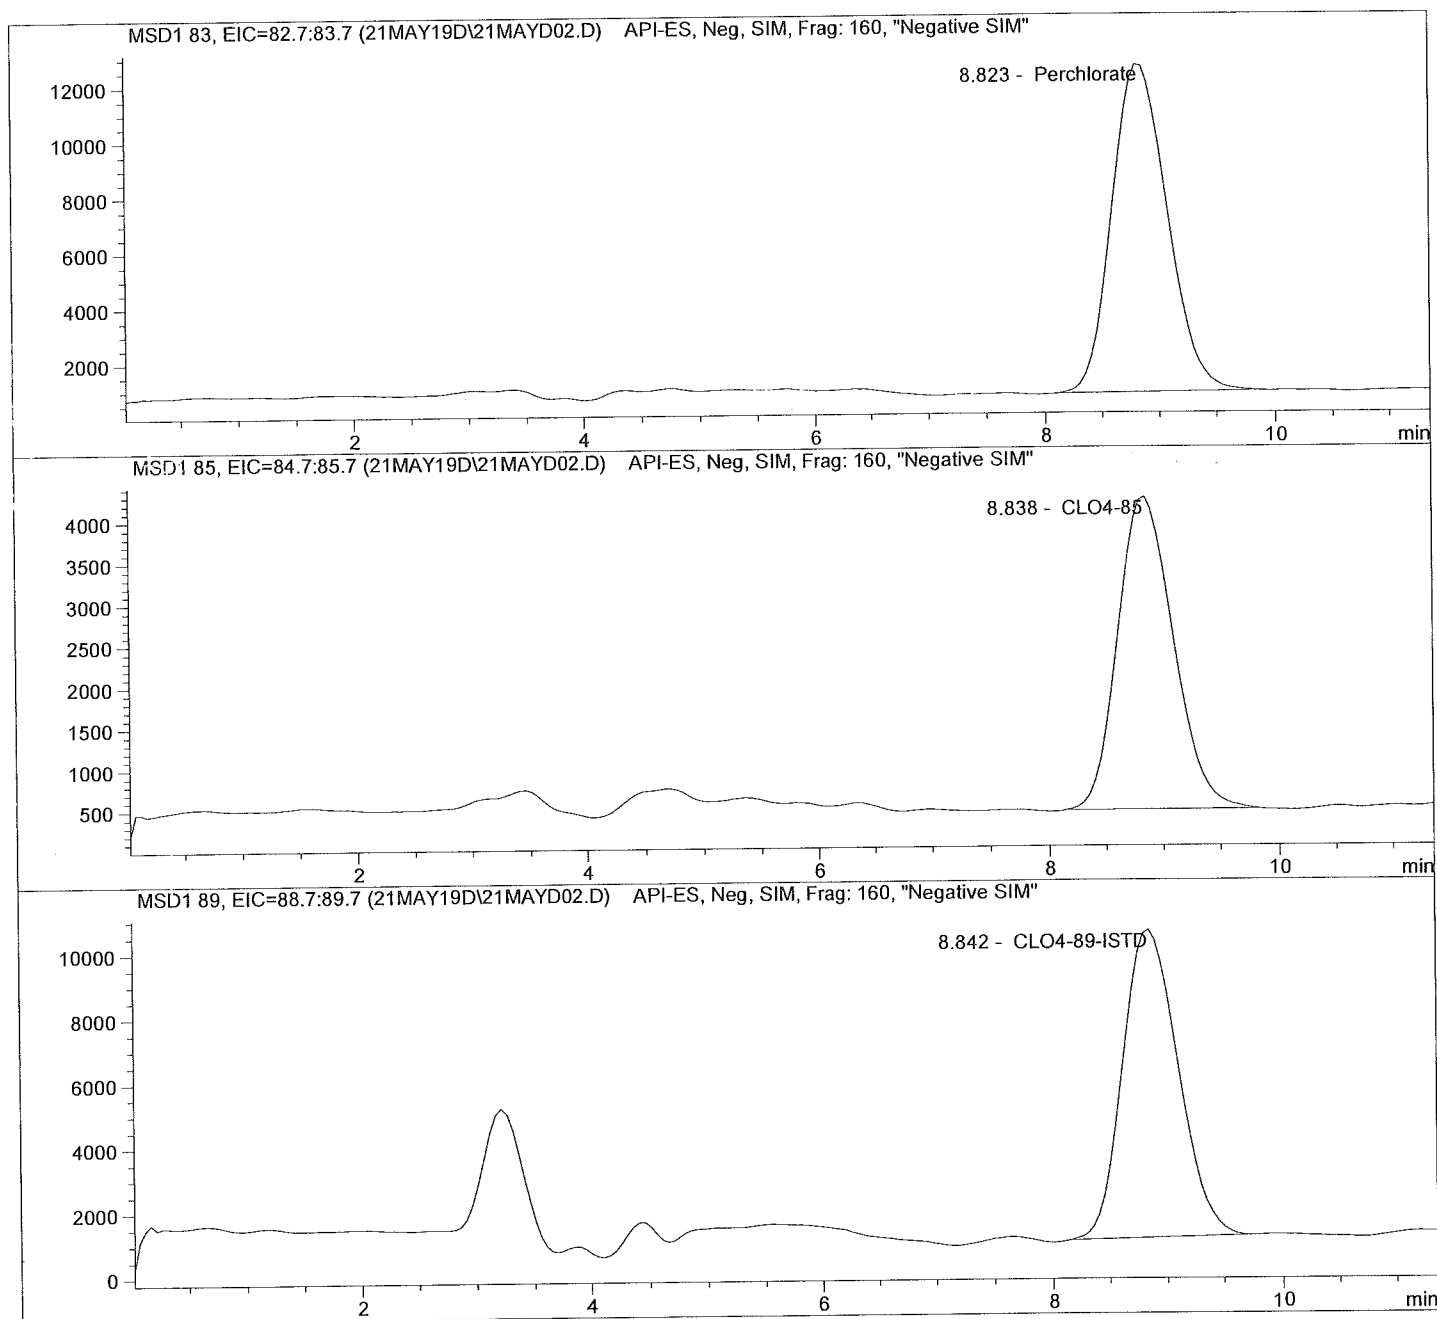 MSD1 83, EIC=82.7:83.7 (21MAY19D\21MAYD02.D) API-ES, Neg, SIM, Frag: 160, "Negative SIM"
8.823 - Perchlorate
12000
10000
8000
6000
4000
2000
2 4 6 8 10 min
MSD1 85, EIC=84.7:85.7 (21MAY19D\21MAYD02.D) API-ES, Neg, SIM, Frag: 160, "Negative SIM"
8.838 - CLO4-85
4000
3500
3000
2500
2000
1500
1000
500
2 4 6 8 10 min
MSD1 89, EIC=88.7:89.7 (21MAY19D\21MAYD02.D) API-ES, Neg, SIM, Frag: 160, "Negative SIM"
8.842 - CLO4-89-ISTD
10000
8000
6000
4000
2000
0
2 4 6 8 10 min